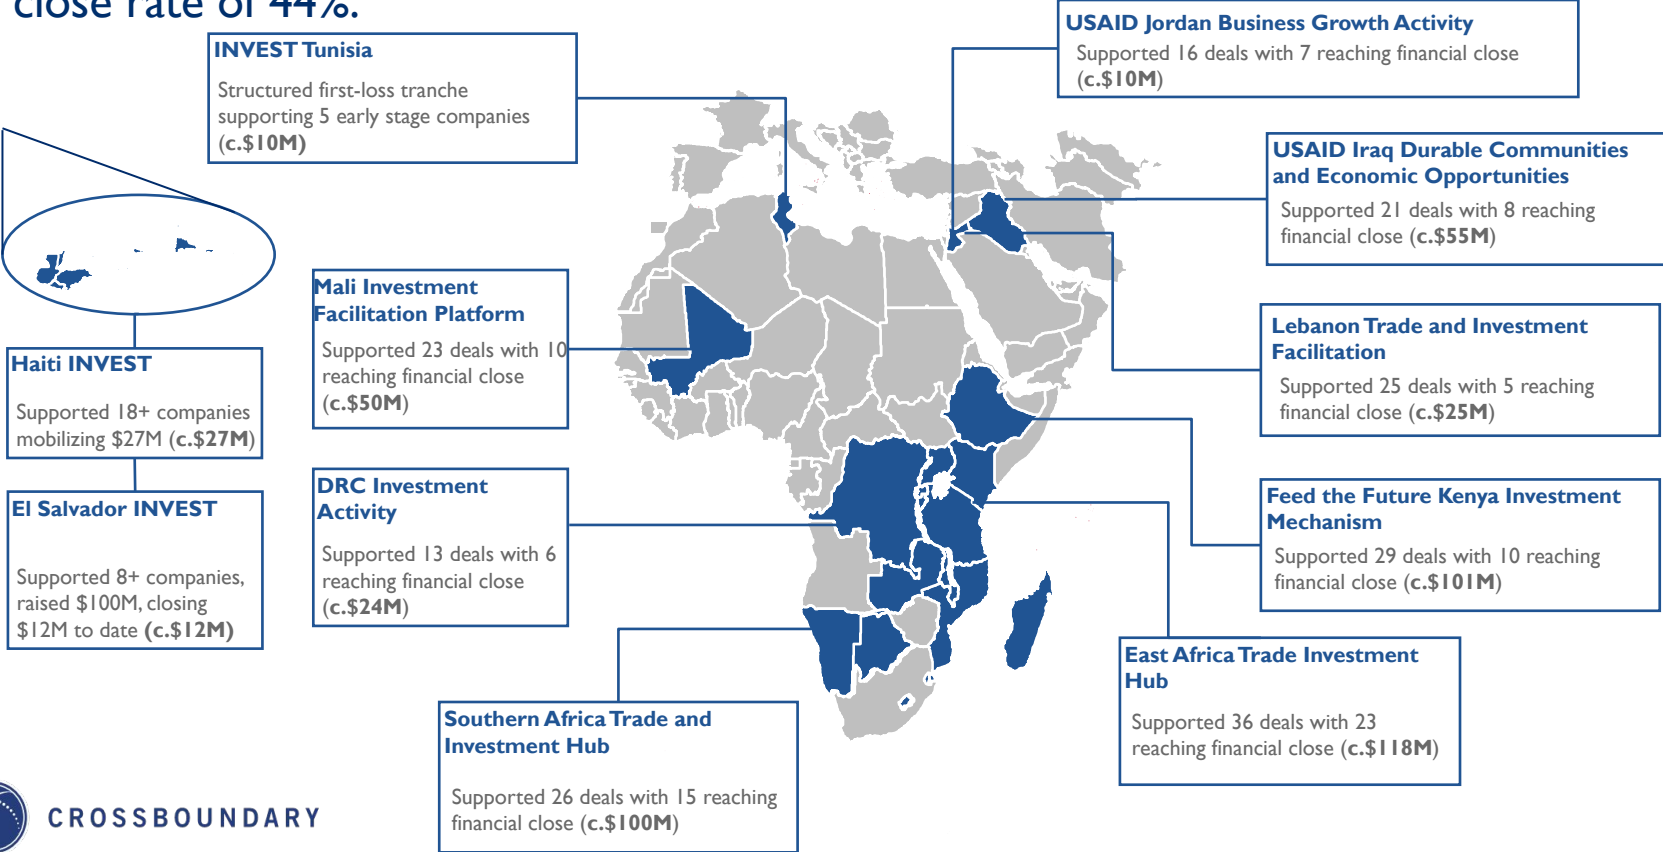 close rate of 44%.
INVEST Tunisia
Structured first-loss tranche
supporting 5 early stage companies
(c.$10M)
USAID Jordan Business Growth Activity
Supported 16 deals with 7 reaching financial close
(c.$10M)
USAID Iraq Durable Communities
and Economic Opportunities
Supported 21 deals with 8 reaching
financial close (c.$55M)
Mali Investment
Facilitation Platform
Supported 23 deals with 10
reaching financial close
(c.$50M)
Lebanon Trade and Investment
Facilitation
Supported 25 deals with 5 reaching
financial close (c.$25M)
Haiti INVEST
Supported 18+ companies
mobilizing $27M (c.$27M)
DRC Investment
Activity
Supported 13 deals with 6
reaching financial close
(c.$24M)
El Salvador INVEST
Supported 8+ companies,
raised $100M, closing
$12M to date (c.$12M)
Feed the Future Kenya Investment
Mechanism
Supported 29 deals with 10 reaching
financial close (c.$101M)
East Africa Trade Investment
Hub
Supported 36 deals with 23
reaching financial close (c.$118M)
Southern Africa Trade and
Investment Hub
Supported 26 deals with 15 reaching
financial close (c.$100M)
CROSSBOUNDARY